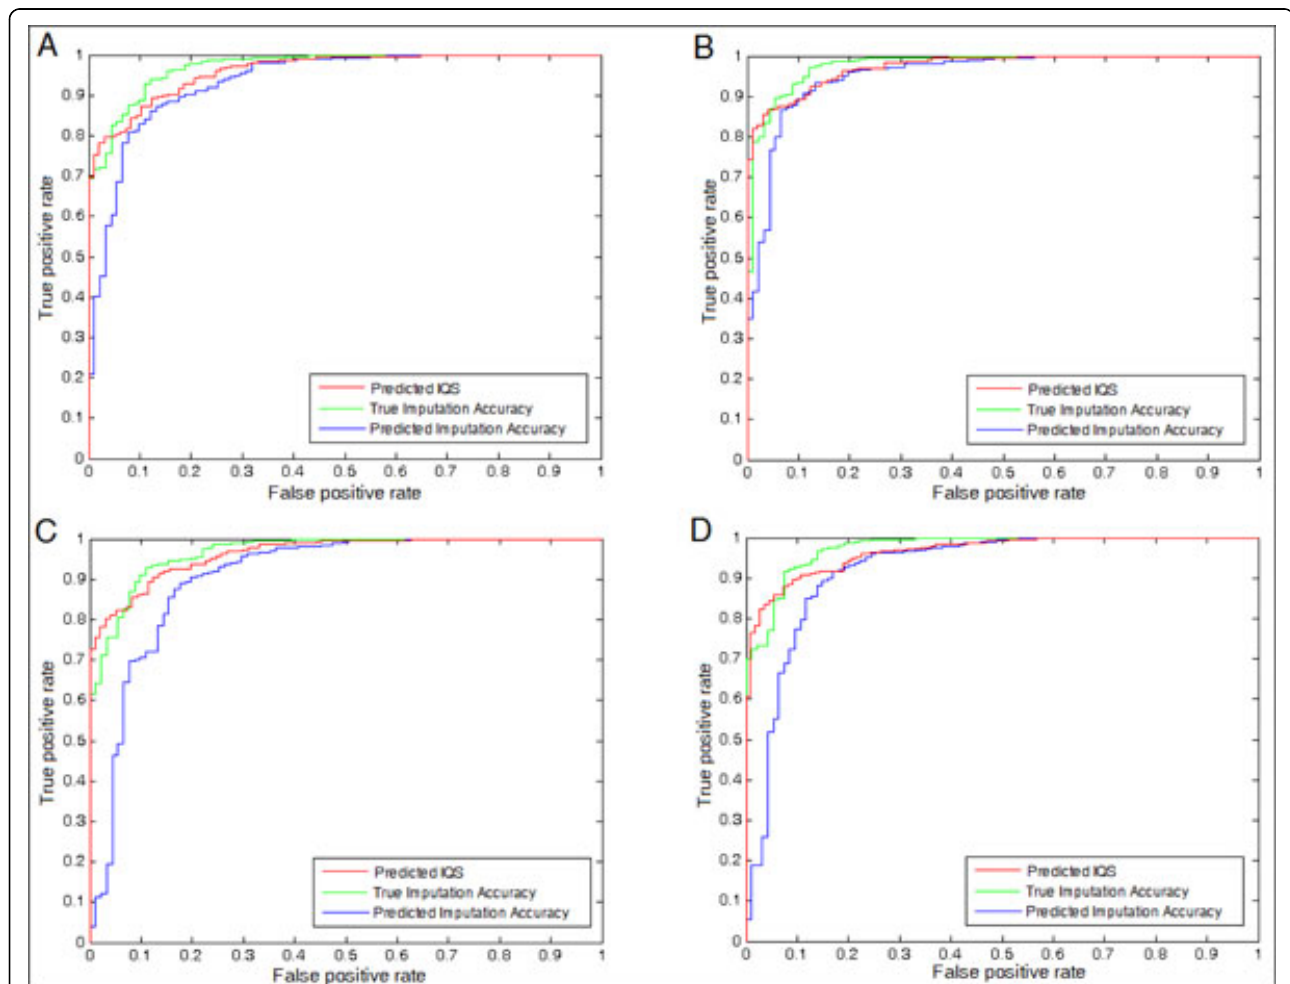 A
1
0.9
0.8
0.7
0.6
0.5
0.4
0.3
0.2
0.1
0
True positive rate
Predicted IQS
True Imputation Accuracy
Predicted Imputation Accuracy
0 0.1 0.2 0.3 0.4 0.5 0.6 0.7 0.8 0.9 1
False positive rate
B
1
0.9
0.8
0.7
0.6
0.5
0.4
0.3
0.2
0.1
0
True positive rate
Predicted IQS
True Imputation Accuracy
Predicted Imputation Accuracy
0 0.1 0.2 0.3 0.4 0.5 0.6 0.7 0.8 0.9 1
False positive rate
C
1
0.9
0.8
0.7
0.6
0.5
0.4
0.3
0.2
0.1
0
True positive rate
Predicted IQS
True Imputation Accuracy
Predicted Imputation Accuracy
0 0.1 0.2 0.3 0.4 0.5 0.6 0.7 0.8 0.9 1
False positive rate
D
1
0.9
0.8
0.7
0.6
0.5
0.4
0.3
0.2
0.1
0
True positive rate
Predicted IQS
True Imputation Accuracy
Predicted Imputation Accuracy
0 0.1 0.2 0.3 0.4 0.5 0.6 0.7 0.8 0.9 1
False positive rate